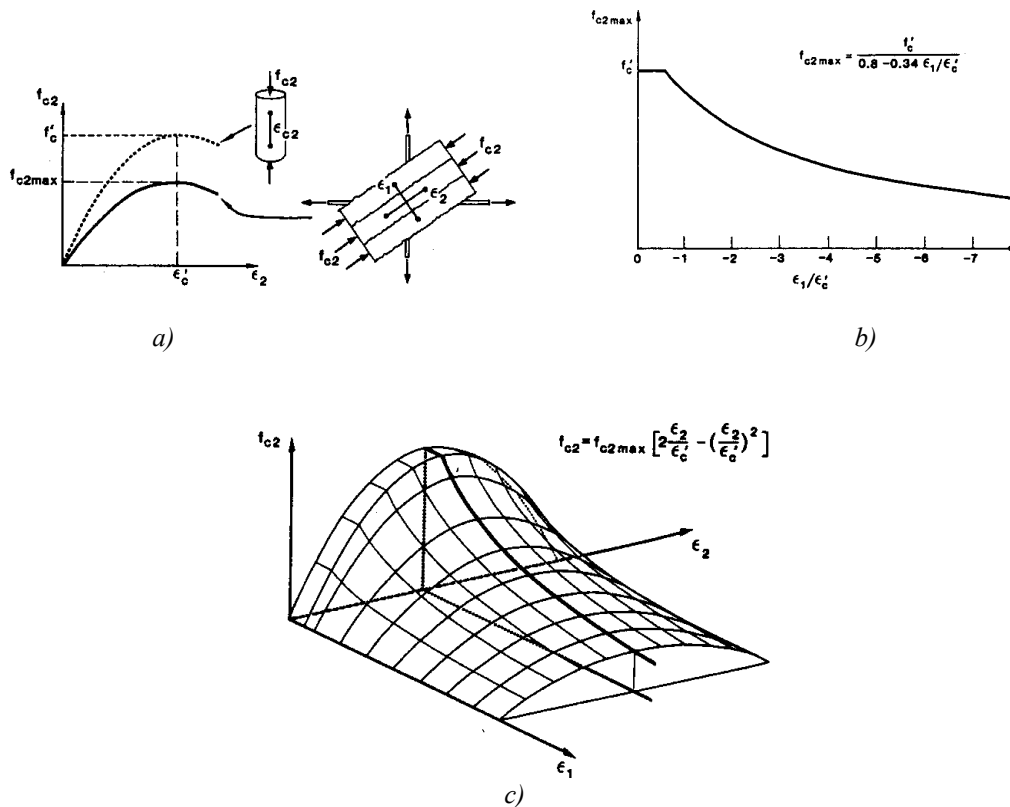 f_c2
f'_c
f_c2max
ϵ'_c
ϵ_2
f_c2
ϵ_c2
f_c2
ϵ_1
ϵ_2
f_c2
a)
f_c2max
f'_c
f_c2max = f'_c / (0.8 -0.34 ϵ_1/ϵ'_c)
0 -1 -2 -3 -4 -5 -6 -7
ϵ_1/ϵ'_c
b)
f_c2
f_c2 = f_c2max [2 ϵ_2/ϵ'_c - (ϵ_2/ϵ'_c)^2]
ϵ_2
ϵ_1
c)